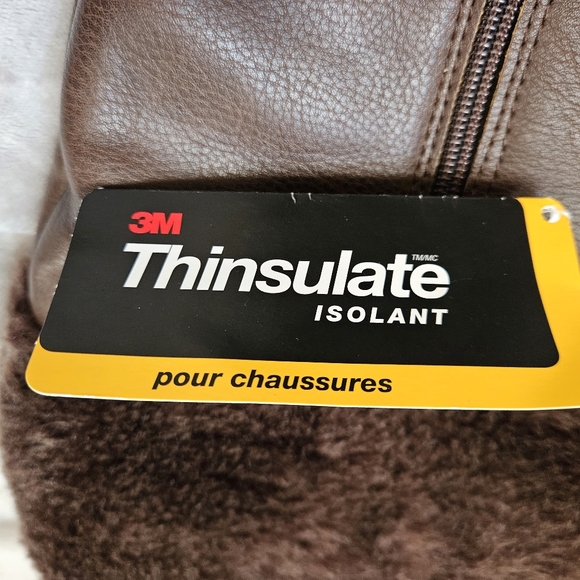 3M
Thinsulate TM/MC
ISOLANT
pour chaussures